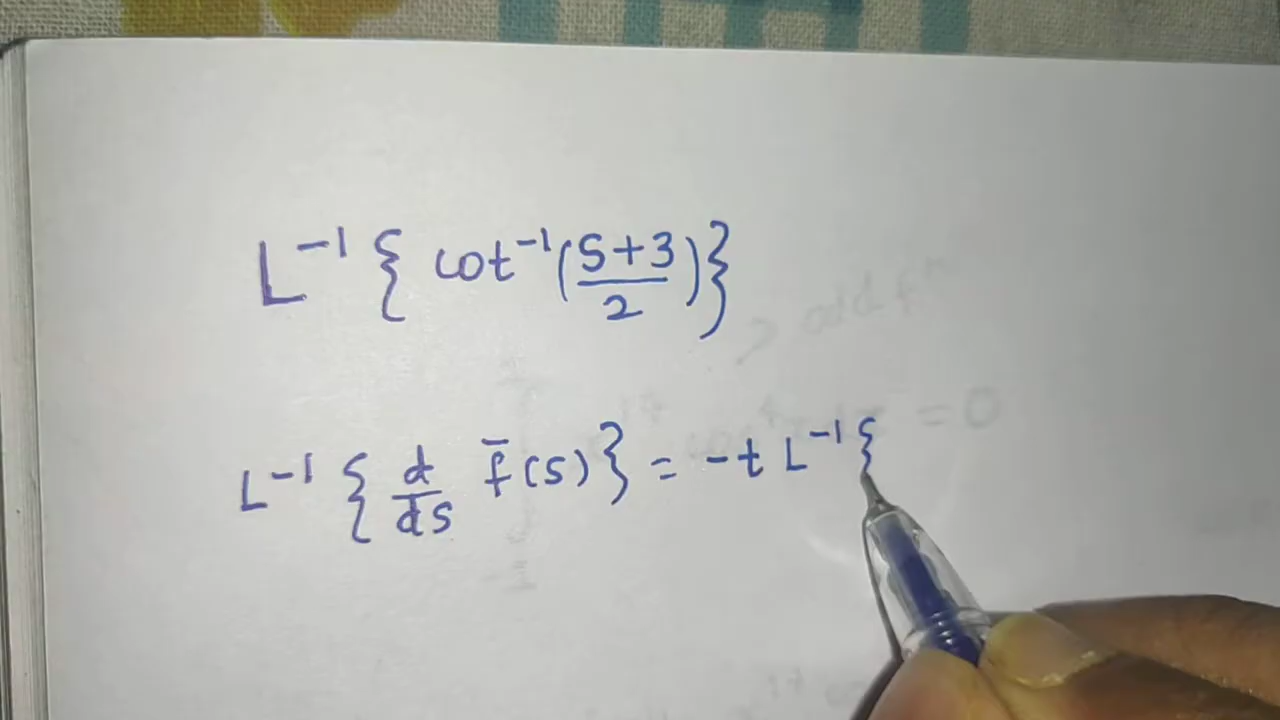 L⁻¹ { cot⁻¹ ( (S+3)/2 ) }
L⁻¹ { d/ds f̄(s) } = -t L⁻¹ {